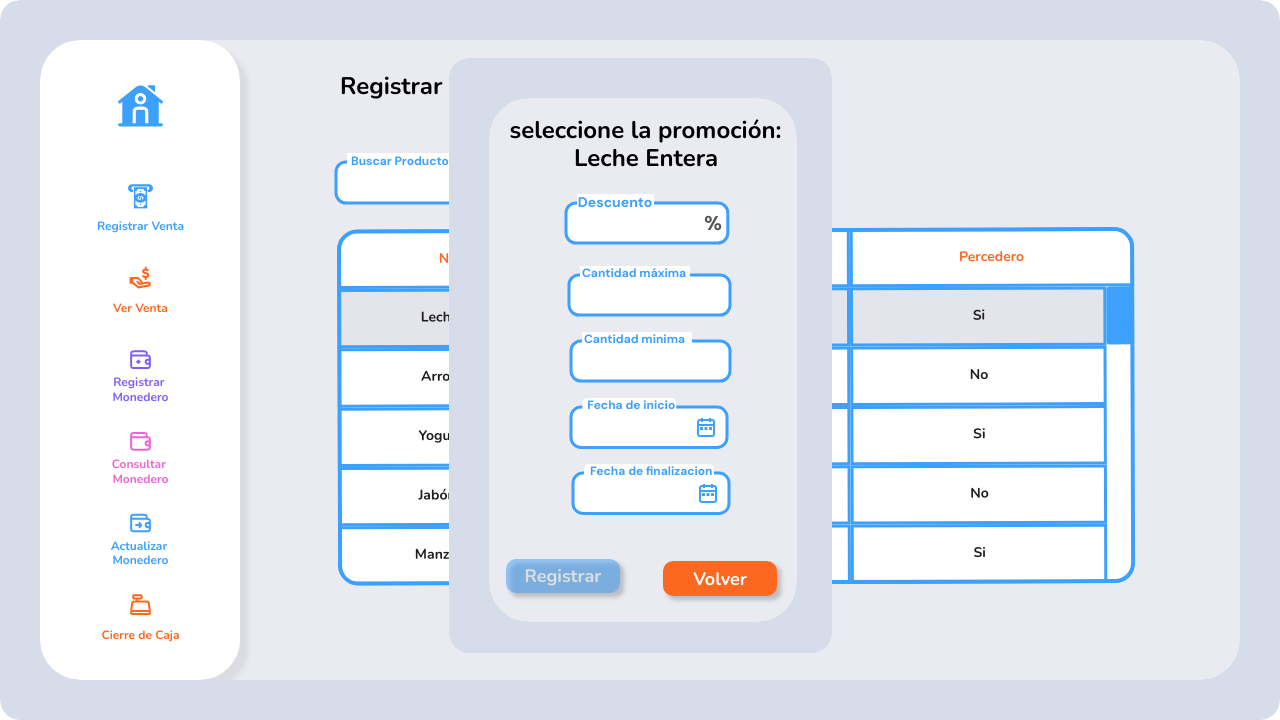 Registrar Venta
Ver Venta
Registrar
Monedero
Consultar
Monedero
Actualizar
Monedero
Cierre de Caja
Registrar
Buscar Producto
N
Percedero
Lech
Si
Arro
No
Yogu
Si
Jabó
No
Manz
Si
seleccione la promoción:
Leche Entera
Descuento
%
Cantidad máxima
Cantidad minima
Fecha de inicio
Fecha de finalizacion
Registrar
Volver